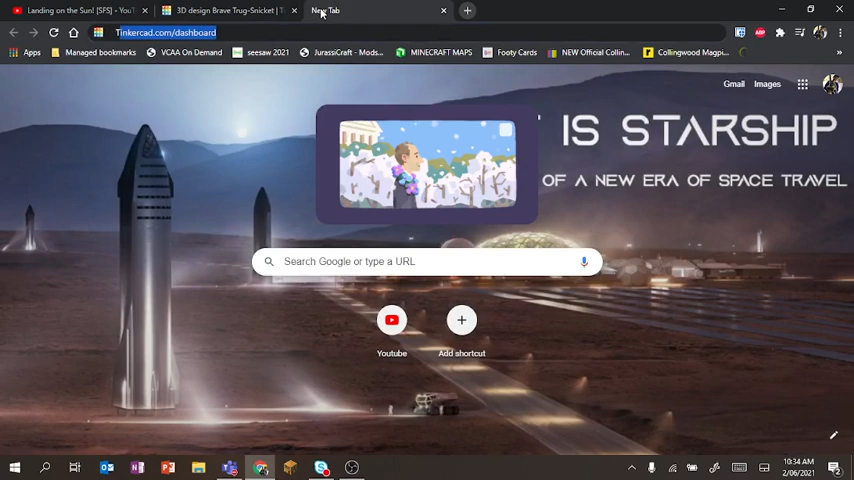 Landing on the Sun! [SFS] - YouT
3D design Brave Trug-Snicket | T
New Tab
Tinkercad.com/dashboard
Apps
Managed bookmarks
VCAA On Demand
seesaw 2021
JurassiCraft - Mods...
MINECRAFT MAPS
Footy Cards
NEW Official Collin...
Collingwood Magpi...
Gmail
Images
IS STARSHIP
OF A NEW ERA OF SPACE TRAVEL
Search Google or type a URL
Youtube
Add shortcut
10:34 AM
2/06/2021
2